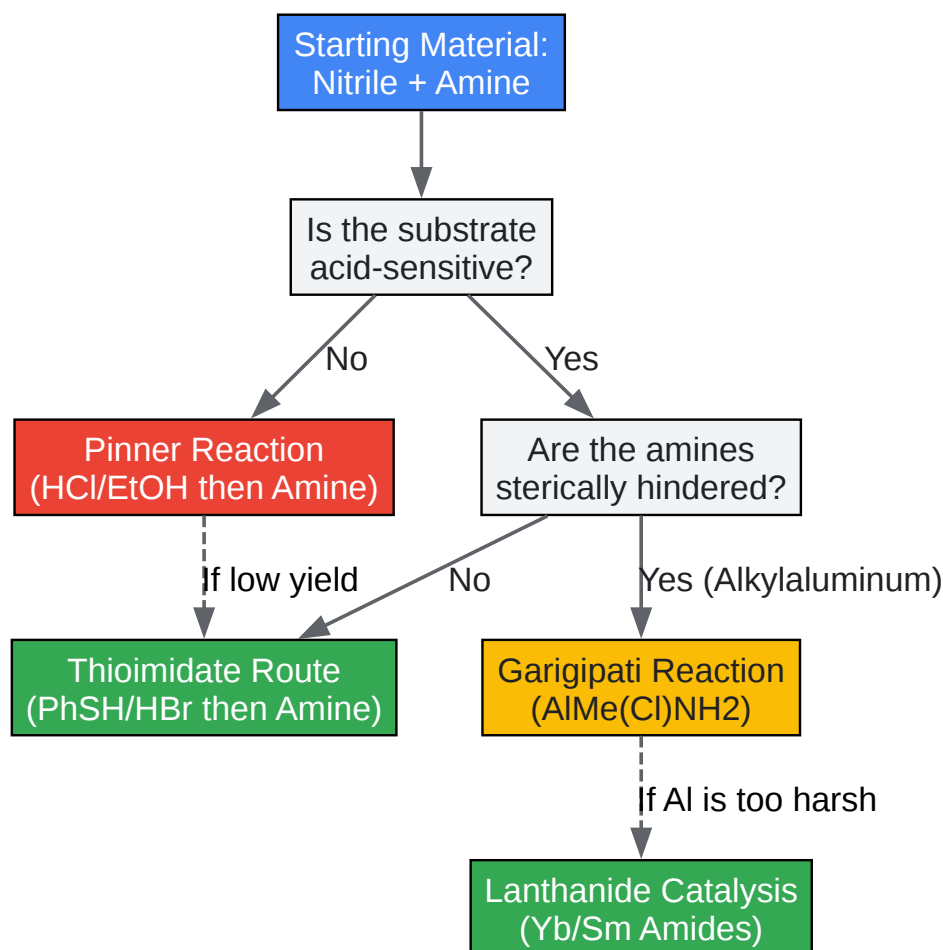 Starting Material:
Nitrile + Amine
Is the substrate
acid-sensitive?
No
Yes
Pinner Reaction
(HCl/EtOH then Amine)
Are the amines
sterically hindered?
If low yield
No
Yes (Alkylaluminum)
Thioimidate Route
(PhSH/HBr then Amine)
Garigipati Reaction
(AlMe(Cl)NH2)
If Al is too harsh
Lanthanide Catalysis
(Yb/Sm Amides)